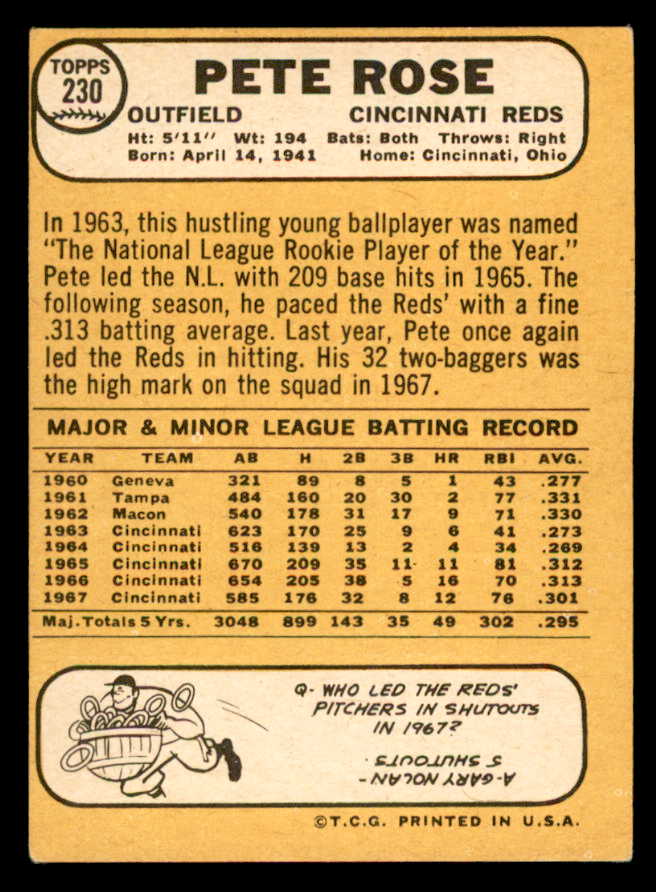 TOPPS
230
PETE ROSE
OUTFIELD CINCINNATI REDS
Ht: 5'11" Wt: 194 Bats: Both Throws: Right
Born: April 14, 1941 Home: Cincinnati, Ohio
In 1963, this hustling young ballplayer was named
"The National League Rookie Player of the Year."
Pete led the N.L. with 209 base hits in 1965. The
following season, he paced the Reds' with a fine
.313 batting average. Last year, Pete once again
led the Reds in hitting. His 32 two-baggers was
the high mark on the squad in 1967.
MAJOR & MINOR LEAGUE BATTING RECORD
YEAR TEAM AB H 2B 3B HR RBI AVG.
1960 Geneva 321 89 8 5 1 43 .277
1961 Tampa 484 160 20 30 2 77 .331
1962 Macon 540 178 31 17 9 71 .330
1963 Cincinnati 623 170 25 9 6 41 .273
1964 Cincinnati 516 139 13 2 4 34 .269
1965 Cincinnati 670 209 35 11 11 81 .312
1966 Cincinnati 654 205 38 5 16 70 .313
1967 Cincinnati 585 176 32 8 12 76 .301
Maj. Totals 5 Yrs. 3048 899 143 35 49 302 .295
Q- WHO LED THE REDS'
PITCHERS IN SHUTOUTS
IN 1967?
A-GARY NOLAN -
5 SHUTOUTS
©T.C.G. PRINTED IN U.S.A.